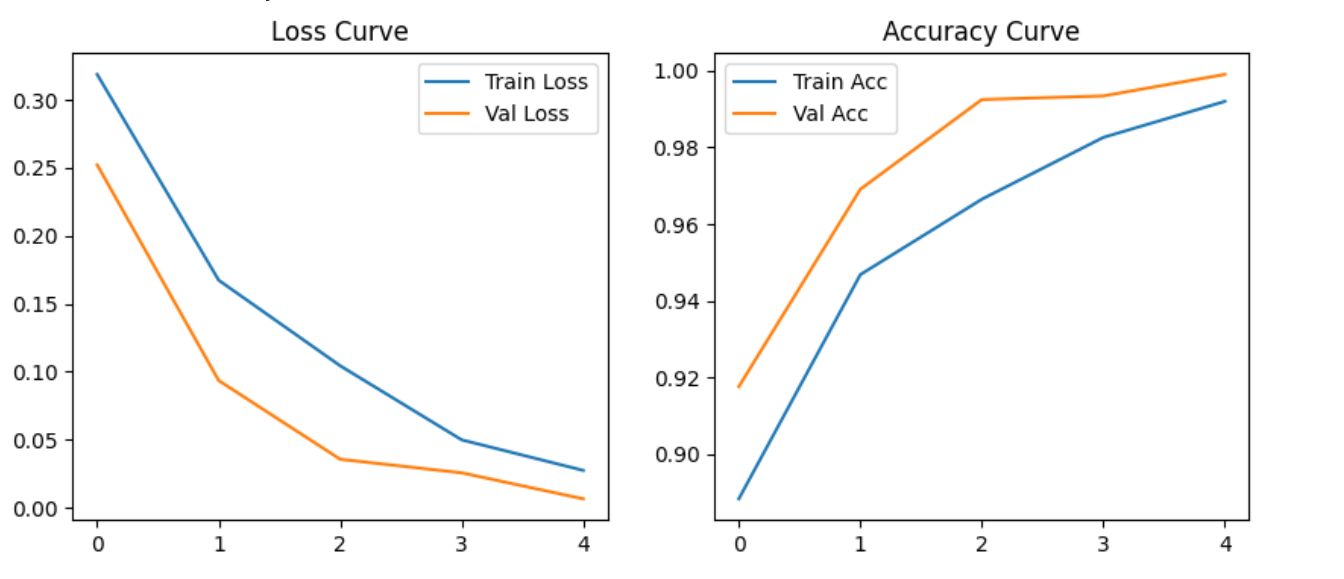 Loss Curve
Train Loss
Val Loss
0.30
0.25
0.20
0.15
0.10
0.05
0.00
0 1 2 3 4
Accuracy Curve
Train Acc
Val Acc
1.00
0.98
0.96
0.94
0.92
0.90
0 1 2 3 4